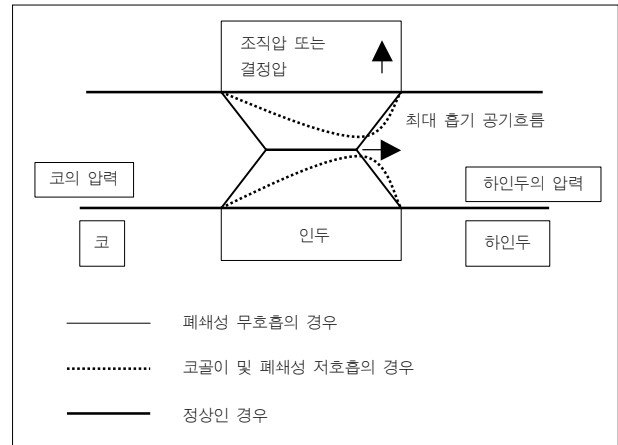 조직압 또는
결정압
최대 흡기 공기흐름
코의 압력
하인두의 압력
코
인두
하인두
폐쇄성 무호흡의 경우
코골이 및 폐쇄성 저호흡의 경우
정상인 경우